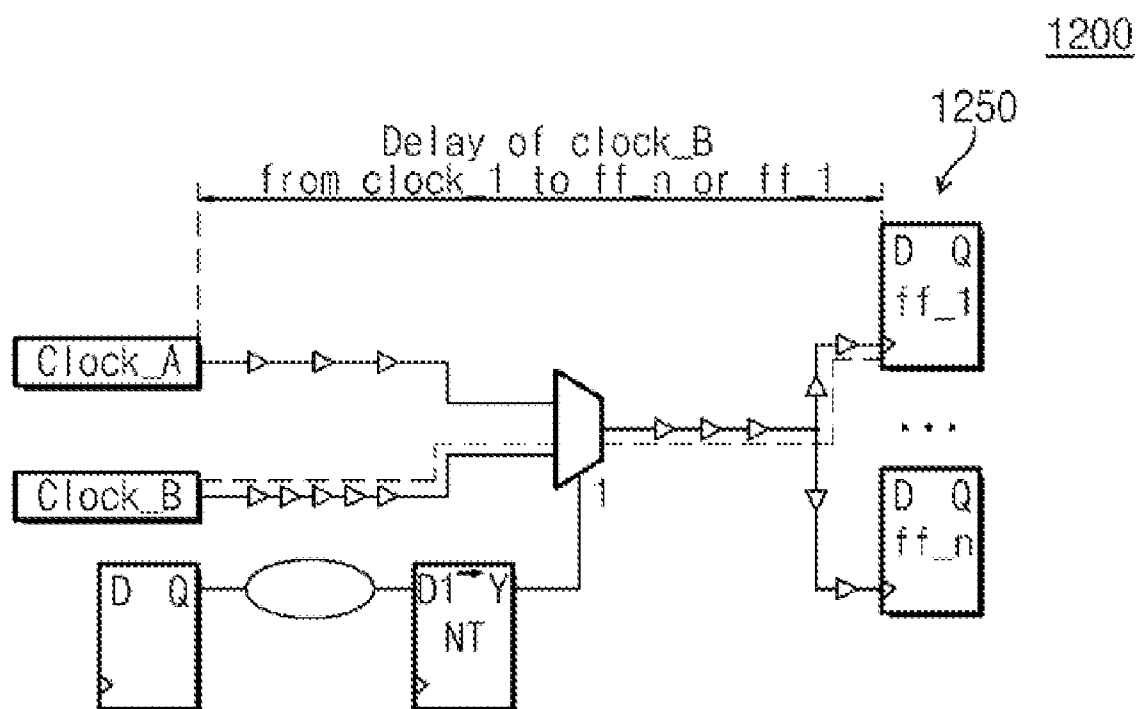 1200
1250
Delay of clock_B
from clock_1 to ff_n or ff_1
D Q
ff_1
Clock_A
Clock_B
1
D Q
ff_n
D Q
D1 Y
NT